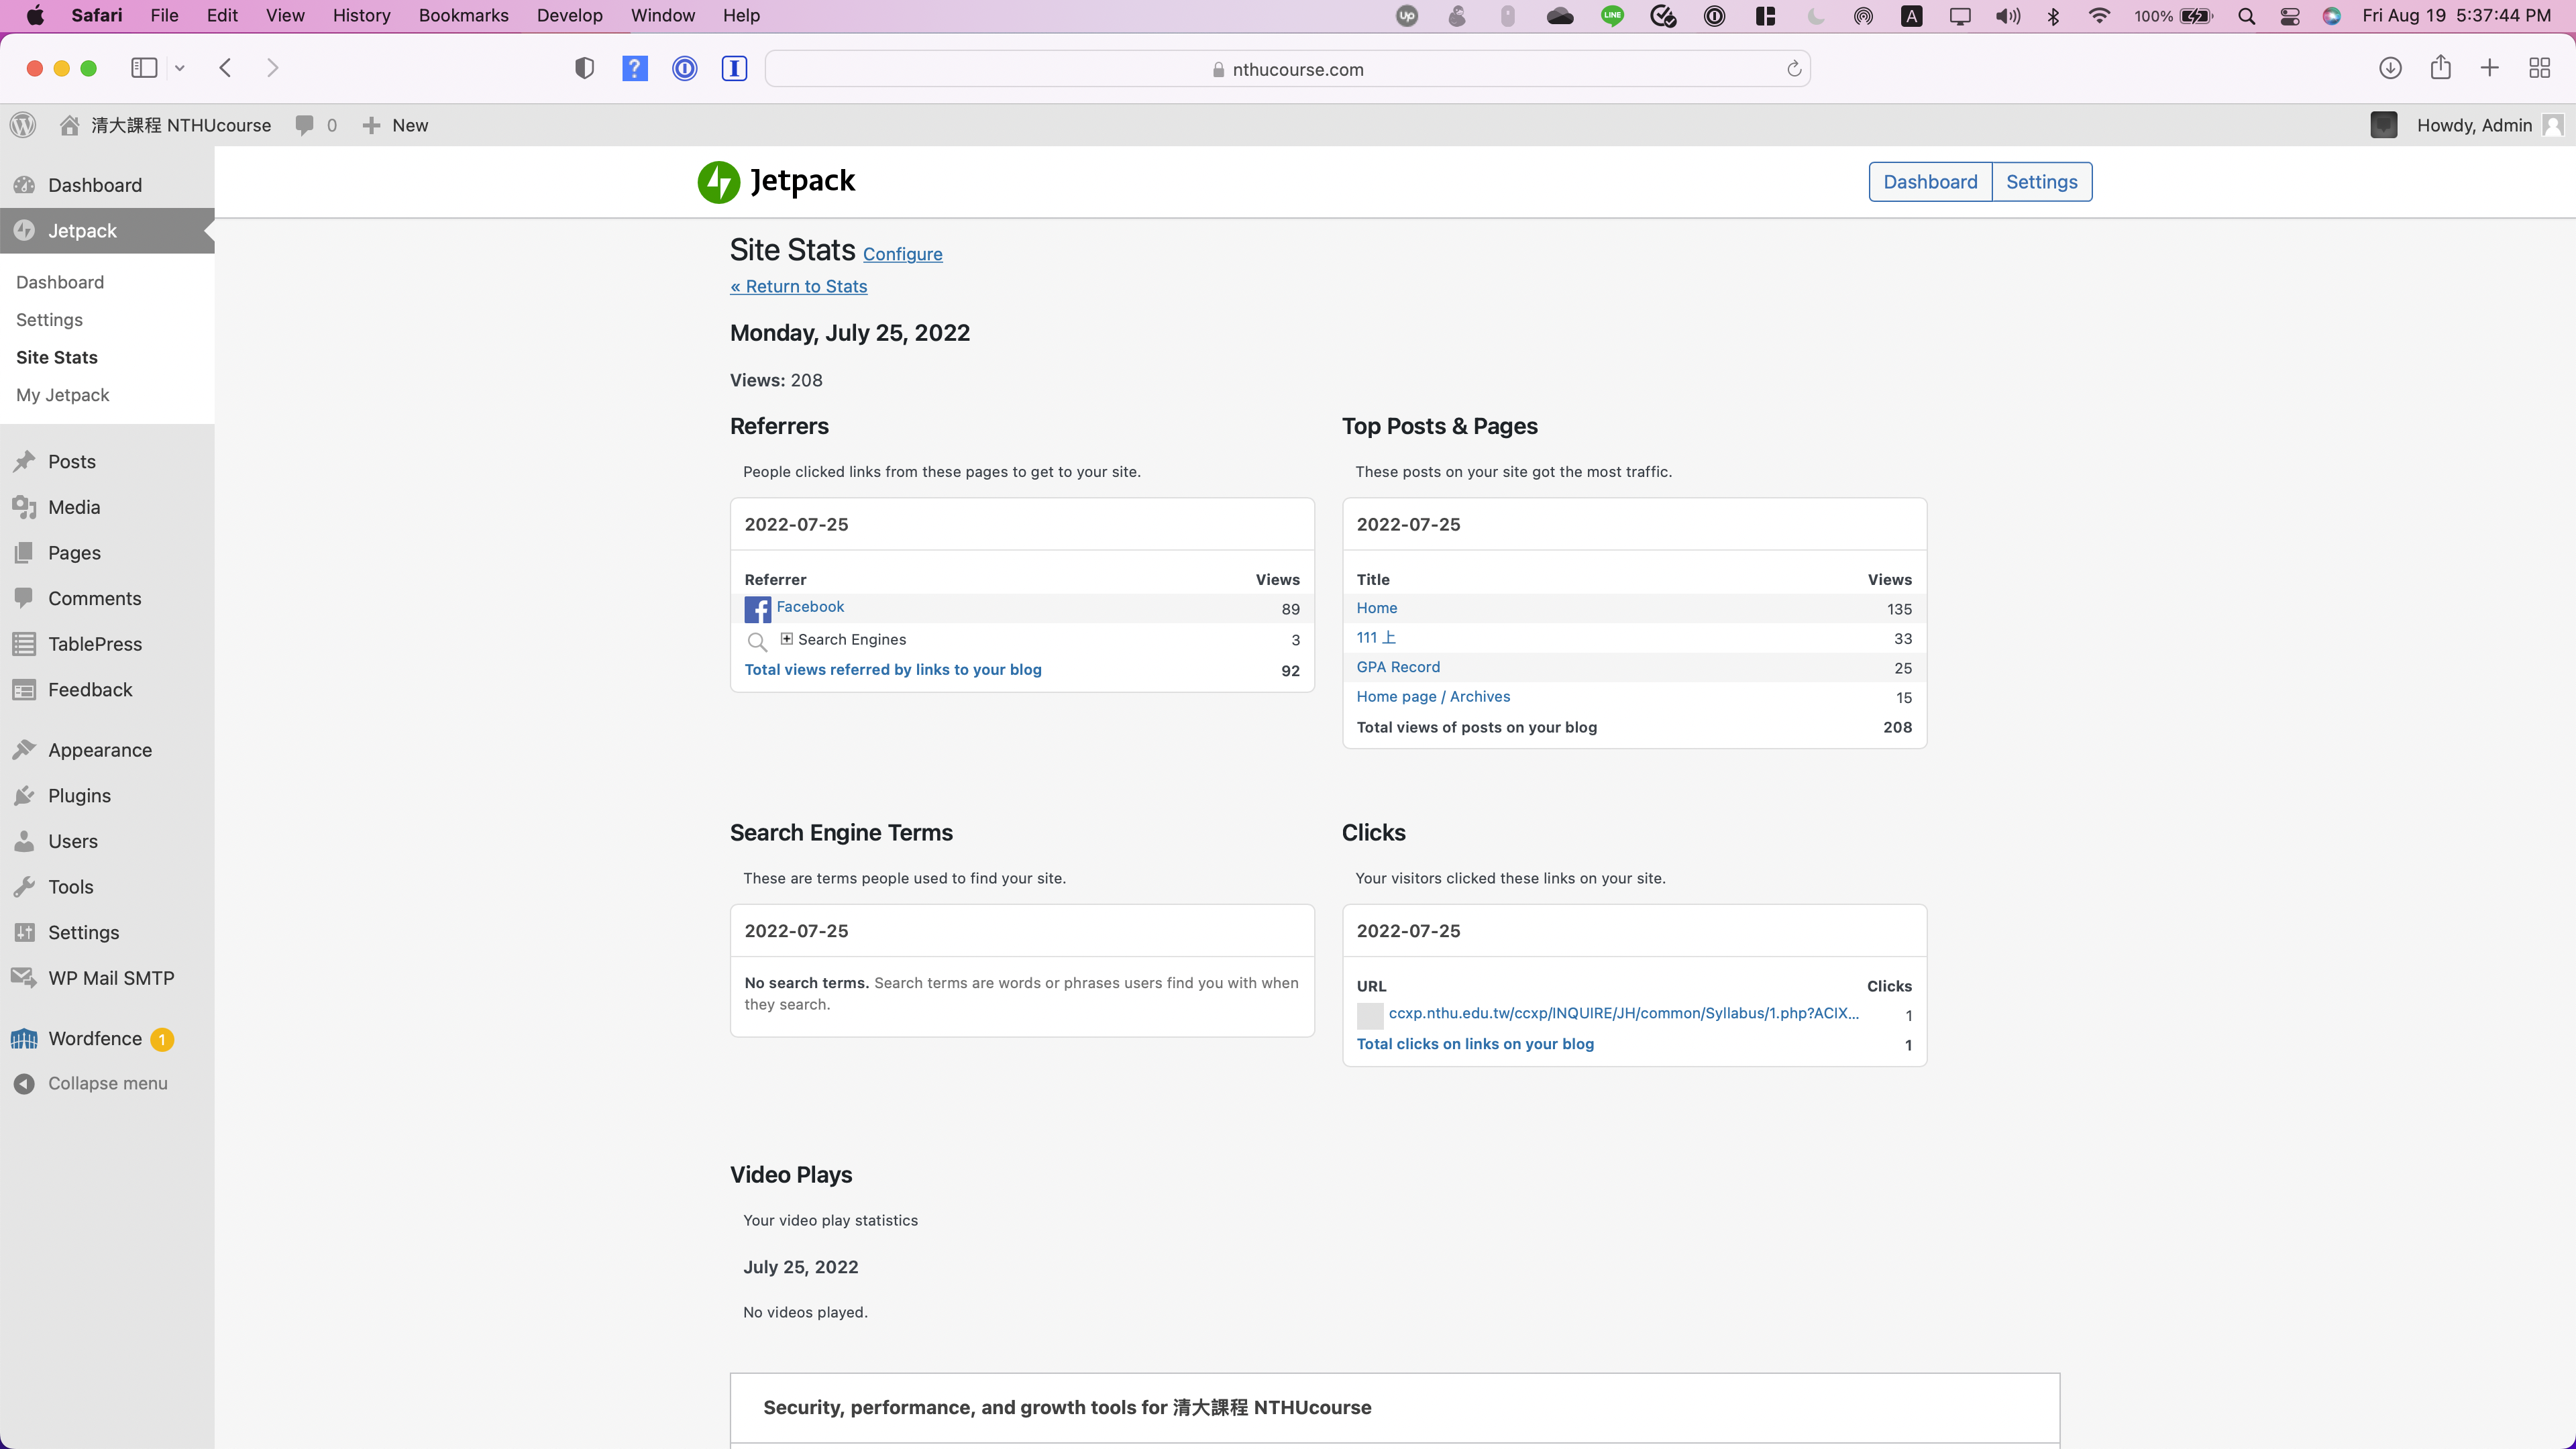 Safari File Edit View History Bookmarks Develop Window Help
Up LINE A 100% Fri Aug 19 5:37:44 PM
nthucourse.com
清大課程 NTHUcourse 0 New
Howdy, Admin
Dashboard
Jetpack
Dashboard
Settings
Site Stats
My Jetpack
Posts
Media
Pages
Comments
TablePress
Feedback
Appearance
Plugins
Users
Tools
Settings
WP Mail SMTP
Wordfence 1
Collapse menu
Jetpack
Dashboard Settings
Site Stats Configure
« Return to Stats
Monday, July 25, 2022
Views: 208
Referrers
People clicked links from these pages to get to your site.
2022-07-25
Referrer Views
Facebook 89
Search Engines 3
Total views referred by links to your blog 92
Top Posts & Pages
These posts on your site got the most traffic.
2022-07-25
Title Views
Home 135
111 上 33
GPA Record 25
Home page / Archives 15
Total views of posts on your blog 208
Search Engine Terms
These are terms people used to find your site.
2022-07-25
No search terms. Search terms are words or phrases users find you with when
they search.
Clicks
Your visitors clicked these links on your site.
2022-07-25
URL Clicks
ccxp.nthu.edu.tw/ccxp/INQUIRE/JH/common/Syllabus/1.php?ACIX... 1
Total clicks on links on your blog 1
Video Plays
Your video play statistics
July 25, 2022
No videos played.
Security, performance, and growth tools for 清大課程 NTHUcourse